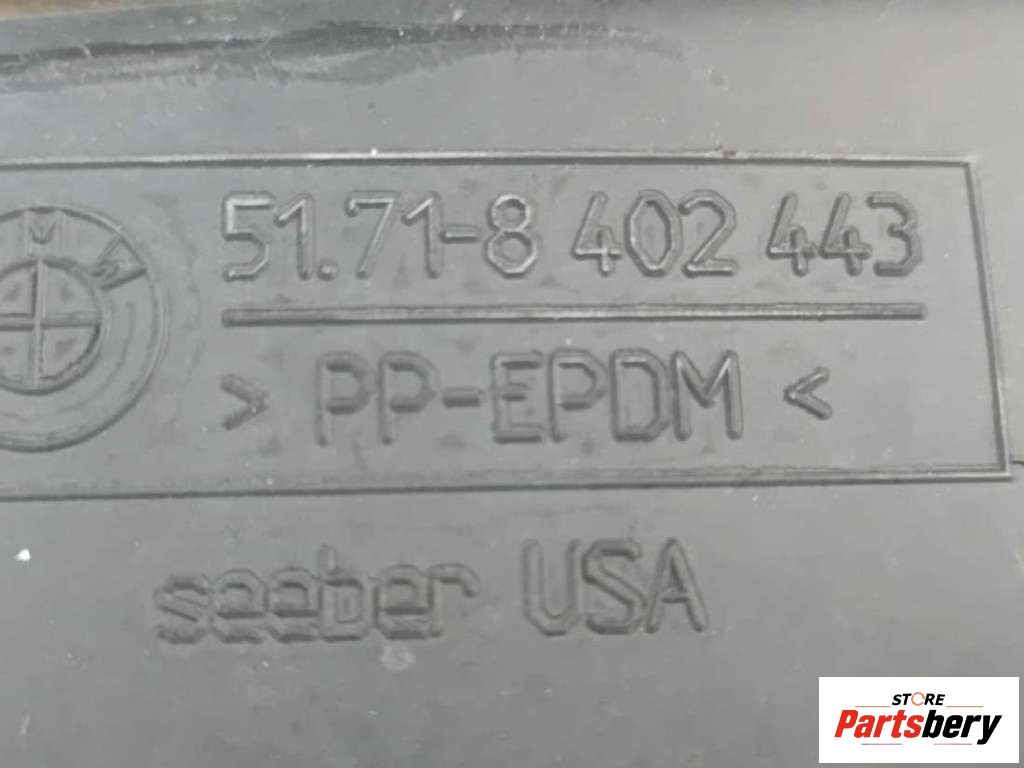 51.71-8 402 443
> PP-EPDM <
seeber USA
STORE
Partsbery